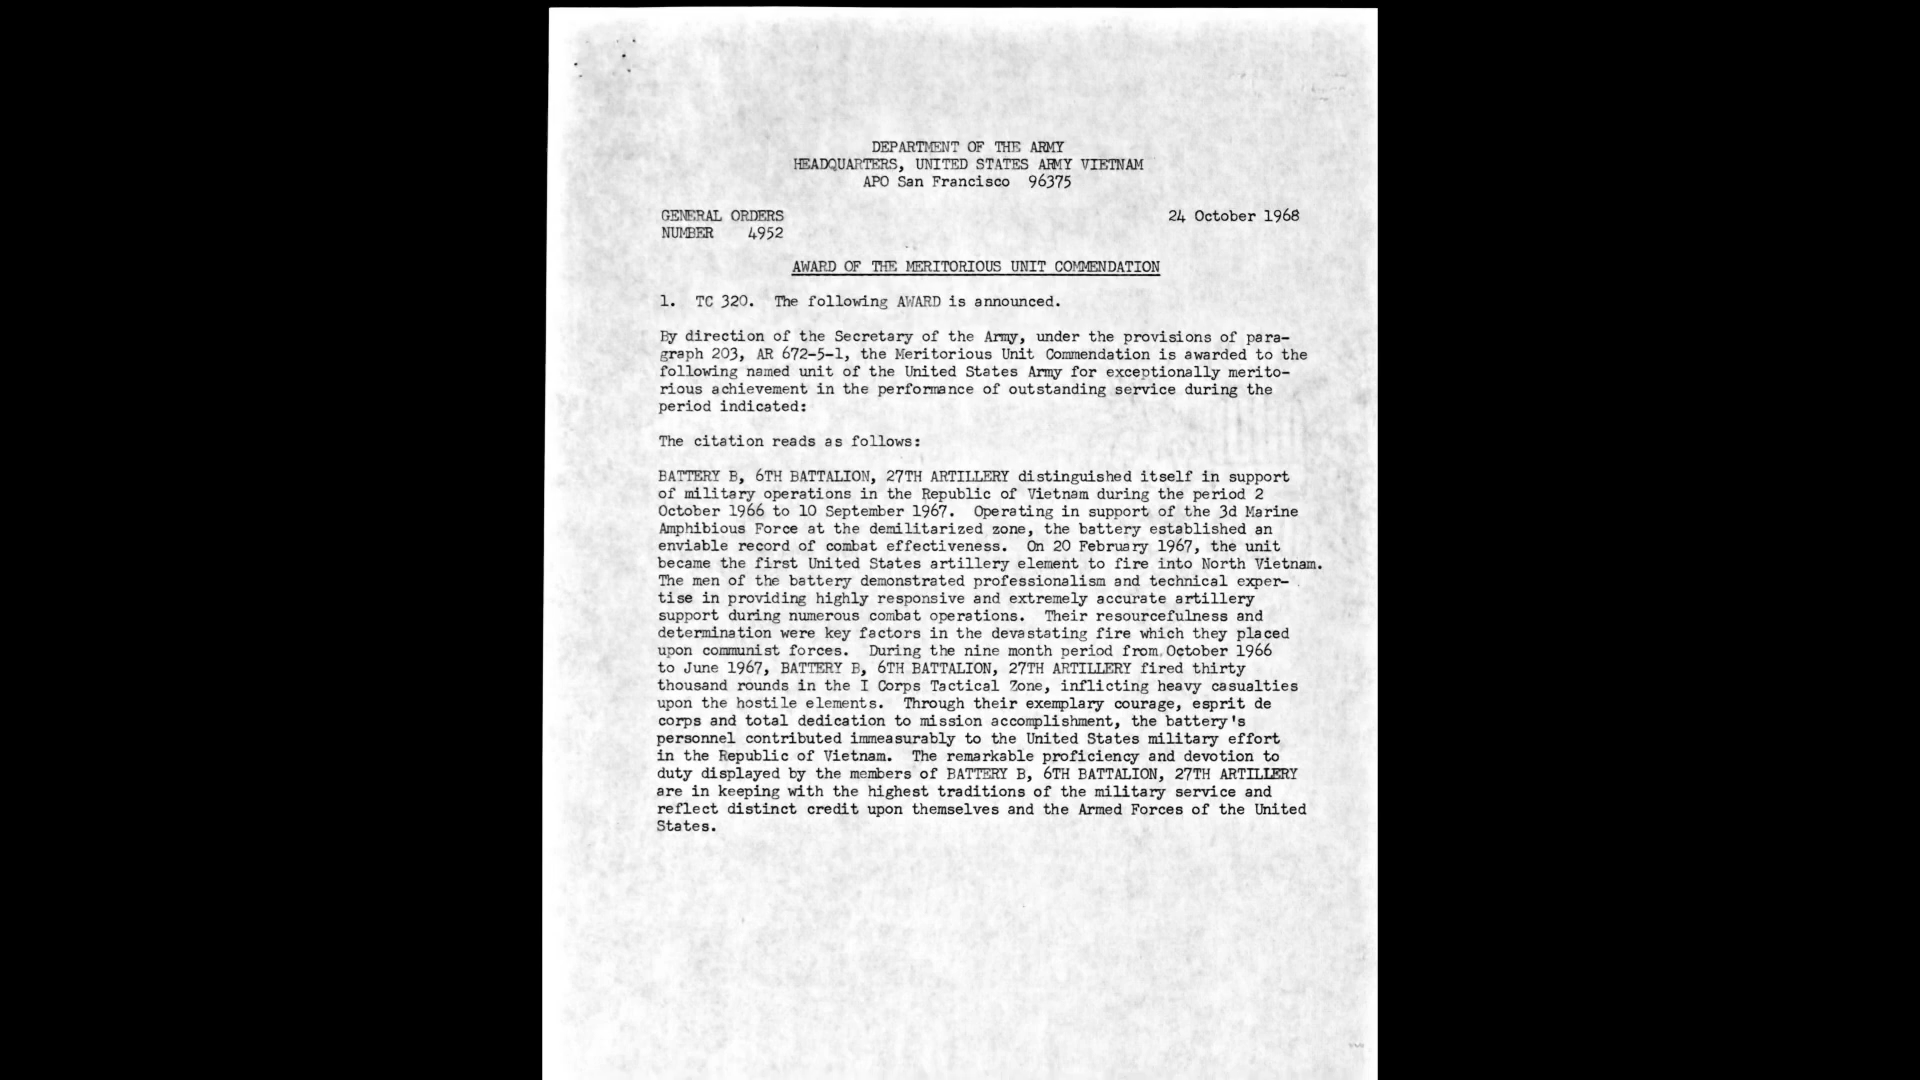 DEPARTMENT OF THE ARMY
HEADQUARTERS, UNITED STATES ARMY VIETNAM
APO San Francisco 96375
GENERAL ORDERS 24 October 1968
NUMBER 4952
AWARD OF THE MERITORIOUS UNIT COMMENDATION
1. TC 320. The following AWARD is announced.
By direction of the Secretary of the Army, under the provisions of para-
graph 203, AR 672-5-1, the Meritorious Unit Commendation is awarded to the
following named unit of the United States Army for exceptionally merito-
rious achievement in the performance of outstanding service during the
period indicated:
The citation reads as follows:
BATTERY B, 6TH BATTALION, 27TH ARTILLERY distinguished itself in support
of military operations in the Republic of Vietnam during the period 2
October 1966 to 10 September 1967. Operating in support of the 3d Marine
Amphibious Force at the demilitarized zone, the battery established an
enviable record of combat effectiveness. On 20 February 1967, the unit
became the first United States artillery element to fire into North Vietnam.
The men of the battery demonstrated professionalism and technical exper-
tise in providing highly responsive and extremely accurate artillery
support during numerous combat operations. Their resourcefulness and
determination were key factors in the devastating fire which they placed
upon communist forces. During the nine month period from October 1966
to June 1967, BATTERY B, 6TH BATTALION, 27TH ARTILLERY fired thirty
thousand rounds in the I Corps Tactical Zone, inflicting heavy casualties
upon the hostile elements. Through their exemplary courage, esprit de
corps and total dedication to mission accomplishment, the battery's
personnel contributed immeasurably to the United States military effort
in the Republic of Vietnam. The remarkable proficiency and devotion to
duty displayed by the members of BATTERY B, 6TH BATTALION, 27TH ARTILLERY
are in keeping with the highest traditions of the military service and
reflect distinct credit upon themselves and the Armed Forces of the United
States.